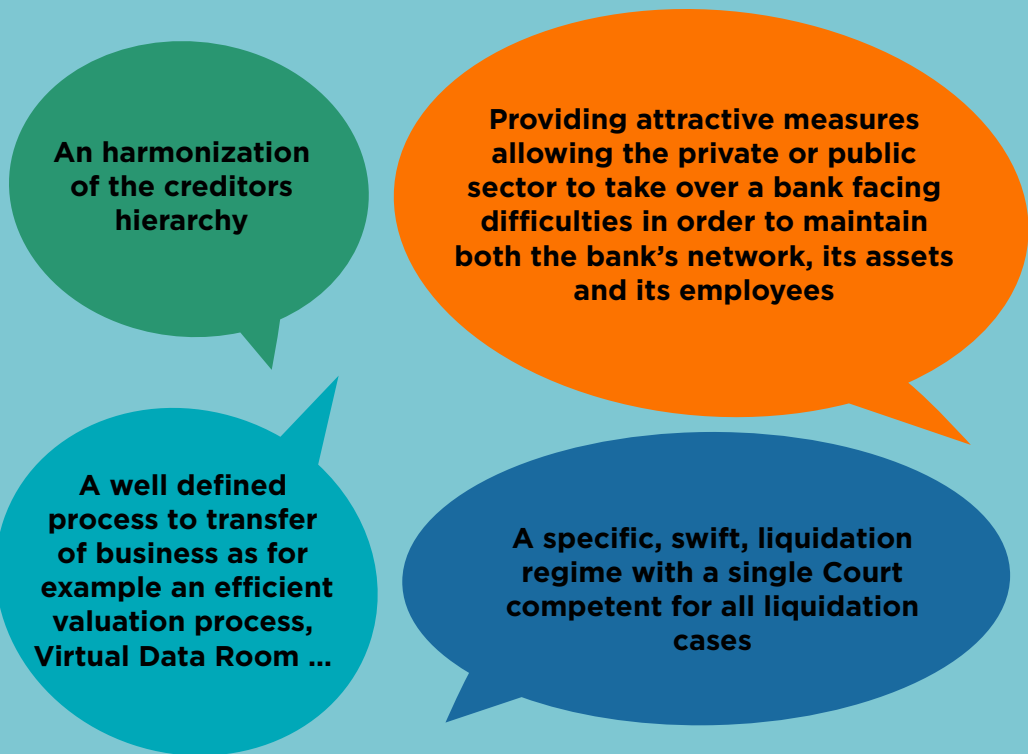 An harmonization
of the creditors
hierarchy
Providing attractive measures
allowing the private or public
sector to take over a bank facing
difficulties in order to maintain
both the bank’s network, its assets
and its employees
A well defined
process to transfer
of business as for
example an efficient
valuation process,
Virtual Data Room ...
A specific, swift, liquidation
regime with a single Court
competent for all liquidation
cases